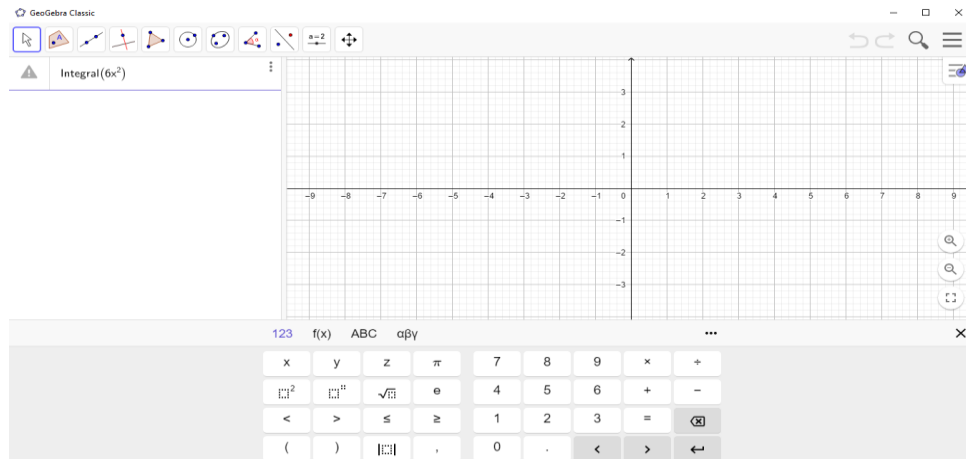 GeoGebra Classic
a=2
Integral(6x²)
3
2
1
-9 -8 -7 -6 -5 -4 -3 -2 -1 0 1 2 3 4 5 6 7 8 9
-1
-2
-3
123 f(x) ABC αβγ ...
x y z π 7 8 9 × ÷
2 √ e 4 5 6 + −
< > ≤ ≥ 1 2 3 =
( ) | | , 0 . < >